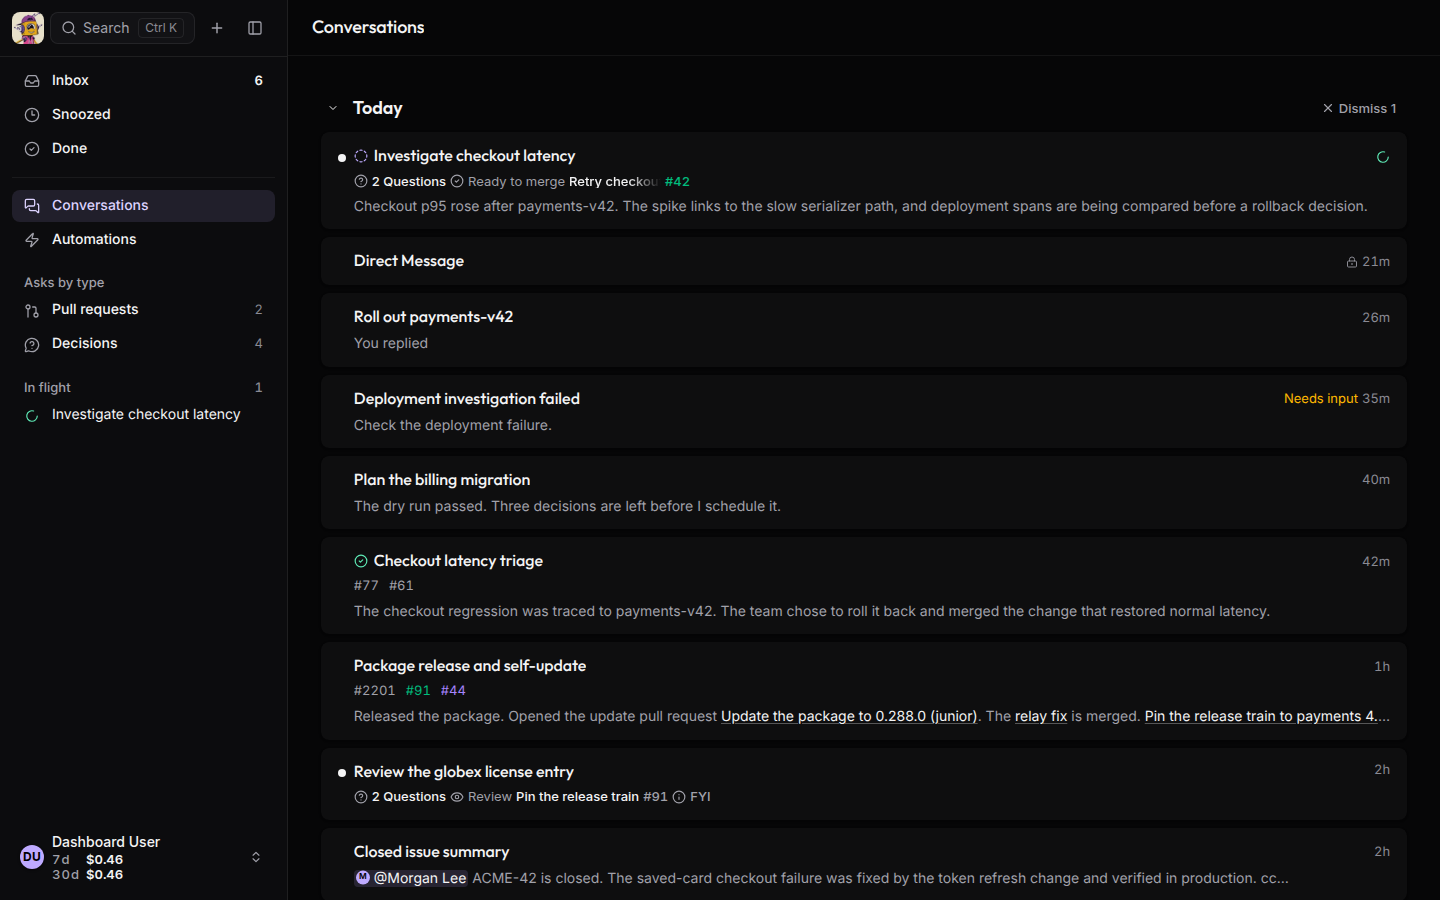 Search Ctrl K
Conversations
Inbox 6
Snoozed
Done
Conversations
Automations
Asks by type
Pull requests 2
Decisions 4
In flight 1
Investigate checkout latency
Dashboard User
DU
7d $0.46
30d $0.46
Today
Dismiss 1
Investigate checkout latency
2 Questions Ready to merge Retry checkou #42
Checkout p95 rose after payments-v42. The spike links to the slow serializer path, and deployment spans are being compared before a rollback decision.
Direct Message 21m
Roll out payments-v42 26m
You replied
Deployment investigation failed Needs input 35m
Check the deployment failure.
Plan the billing migration 40m
The dry run passed. Three decisions are left before I schedule it.
Checkout latency triage 42m
#77 #61
The checkout regression was traced to payments-v42. The team chose to roll it back and merged the change that restored normal latency.
Package release and self-update 1h
#2201 #91 #44
Released the package. Opened the update pull request Update the package to 0.288.0 (junior). The relay fix is merged. Pin the release train to payments 4....
Review the globex license entry 2h
2 Questions Review Pin the release train #91 FYI
Closed issue summary 2h
M @Morgan Lee ACME-42 is closed. The saved-card checkout failure was fixed by the token refresh change and verified in production. cc...